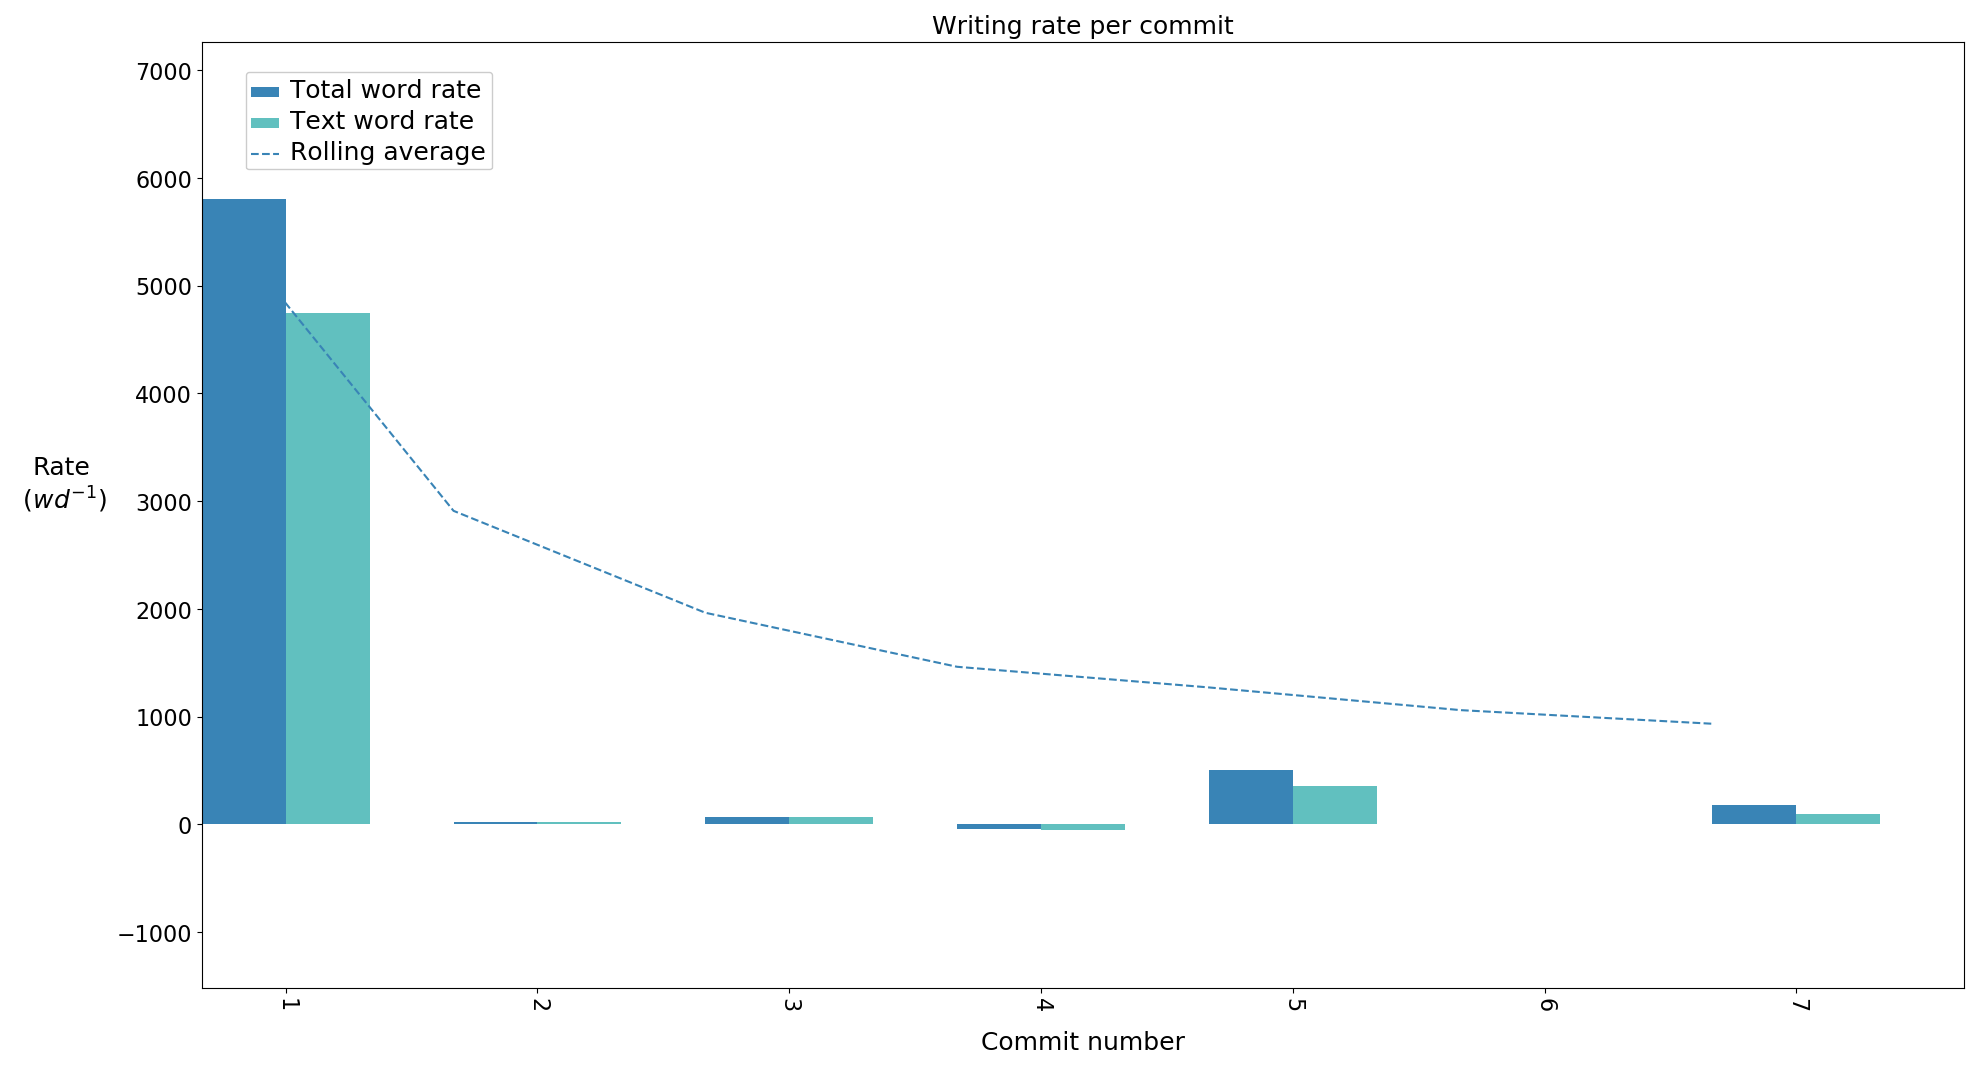 Writing rate per commit
7000
6000
5000
4000
3000
2000
1000
0
−1000
Total word rate
Text word rate
Rolling average
Rate
(wd⁻¹)
1
2
3
4
5
6
7
Commit number